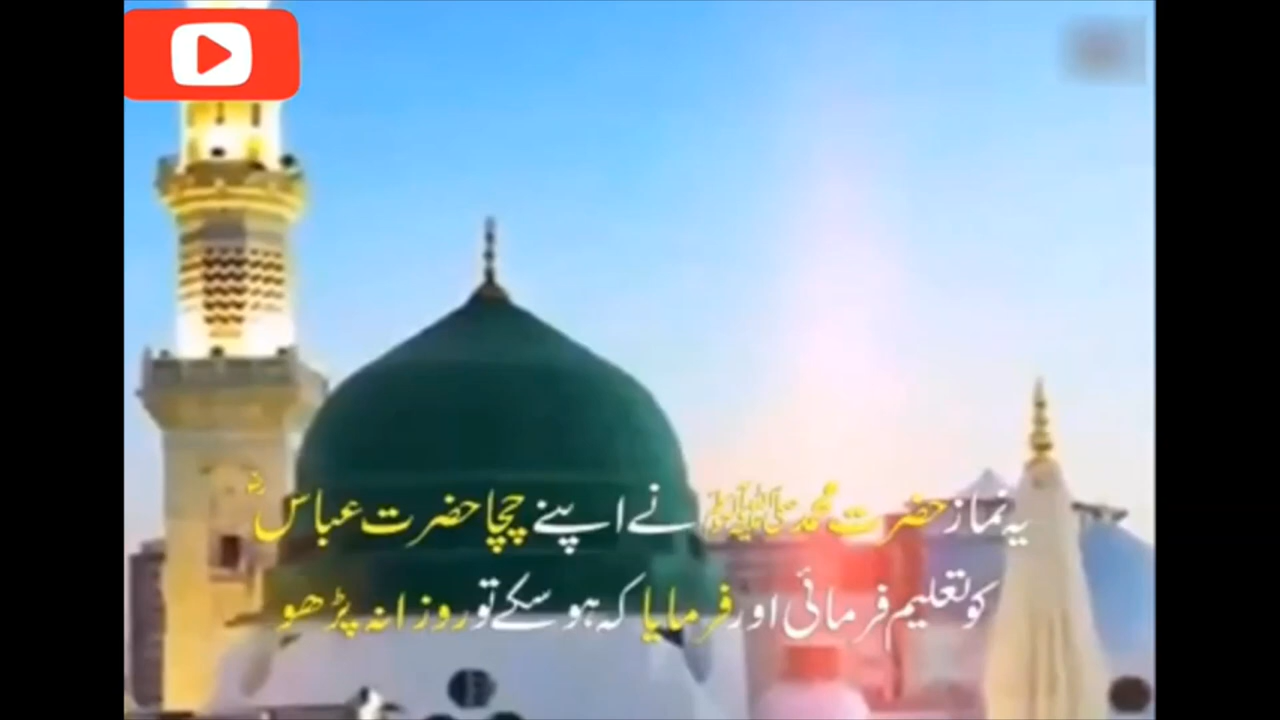 یہ نماز حضرت محمد ﷺ نے اپنے چچا حضرت عباسؓ
کو تعلیم فرمائی اور فرمایا کہ ہو سکے تو روزانہ پڑھو